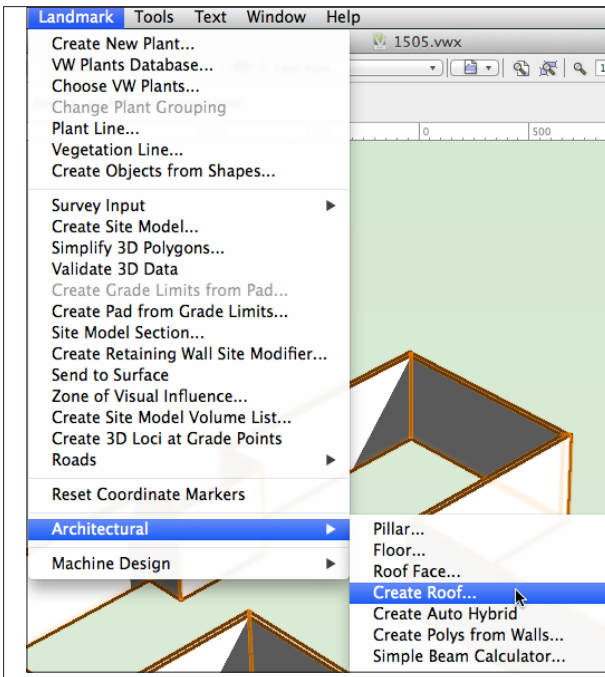 Landmark Tools Text Window Help
1505.vwx
Create New Plant...
VW Plants Database...
Choose VW Plants...
Change Plant Grouping
Plant Line...
Vegetation Line...
Create Objects from Shapes...
0 500
Survey Input
Create Site Model...
Simplify 3D Polygons...
Validate 3D Data
Create Grade Limits from Pad...
Create Pad from Grade Limits...
Site Model Section...
Create Retaining Wall Site Modifier...
Send to Surface
Zone of Visual Influence...
Create Site Model Volume List...
Create 3D Loci at Grade Points
Roads
Reset Coordinate Markers
Architectural
Machine Design
Pillar...
Floor...
Roof Face...
Create Roof...
Create Auto Hybrid
Create Polys from Walls...
Simple Beam Calculator...